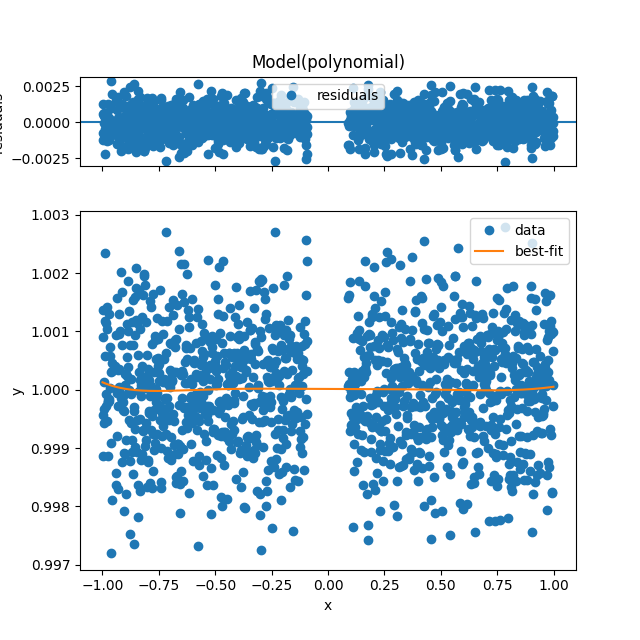 Model(polynomial)
0.0025
0.0000
−0.0025
residuals
residuals
1.003
1.002
1.001
1.000
0.999
0.998
0.997
y
data
best-fit
−1.00 −0.75 −0.50 −0.25 0.00 0.25 0.50 0.75 1.00
x